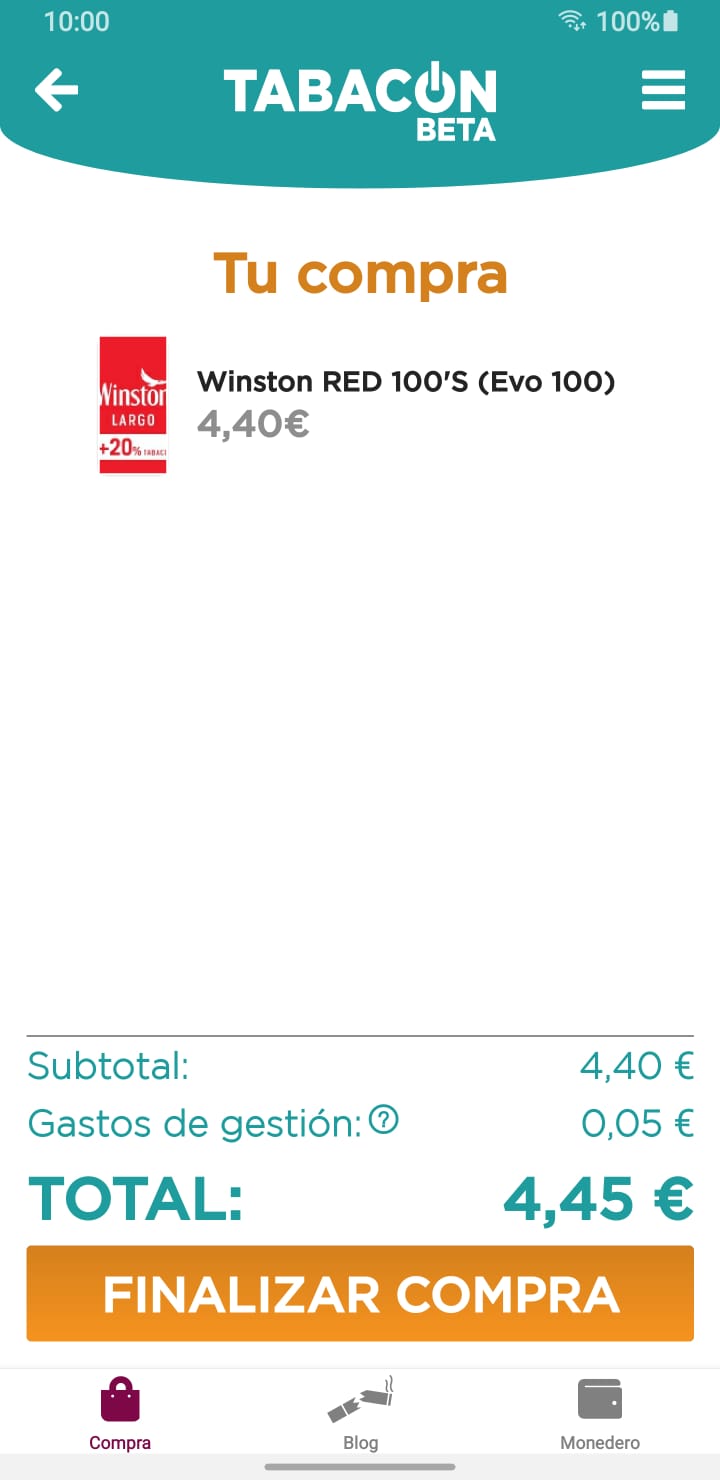 10:00 100%
TABACON
BETA
Tu compra
Winston
LARGO
+20% TABAC
Winston RED 100'S (Evo 100)
4,40€
Subtotal: 4,40 €
Gastos de gestión: ? 0,05 €
TOTAL: 4,45 €
FINALIZAR COMPRA
Compra Blog Monedero